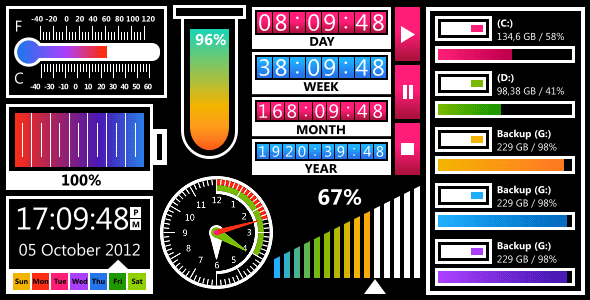 F
-40 -20 0 20 40 60 80 100 120
C
-40 -30 -20 -10 0 10 20 30 40 50 60
100%
17:09:48 PM
05 October 2012
Sun Mon Tue Wed Thu Fri Sat
96%
12
11 1
10 2
9 3
8 4
7 5
6
08:09:48
DAY
38:09:48
WEEK
168:09:48
MONTH
1920:39:48
YEAR
67%
(C:)
134,6 GB / 58%
(D:)
98,38 GB / 41%
Backup (G:)
229 GB / 98%
Backup (G:)
229 GB / 98%
Backup (G:)
229 GB / 98%